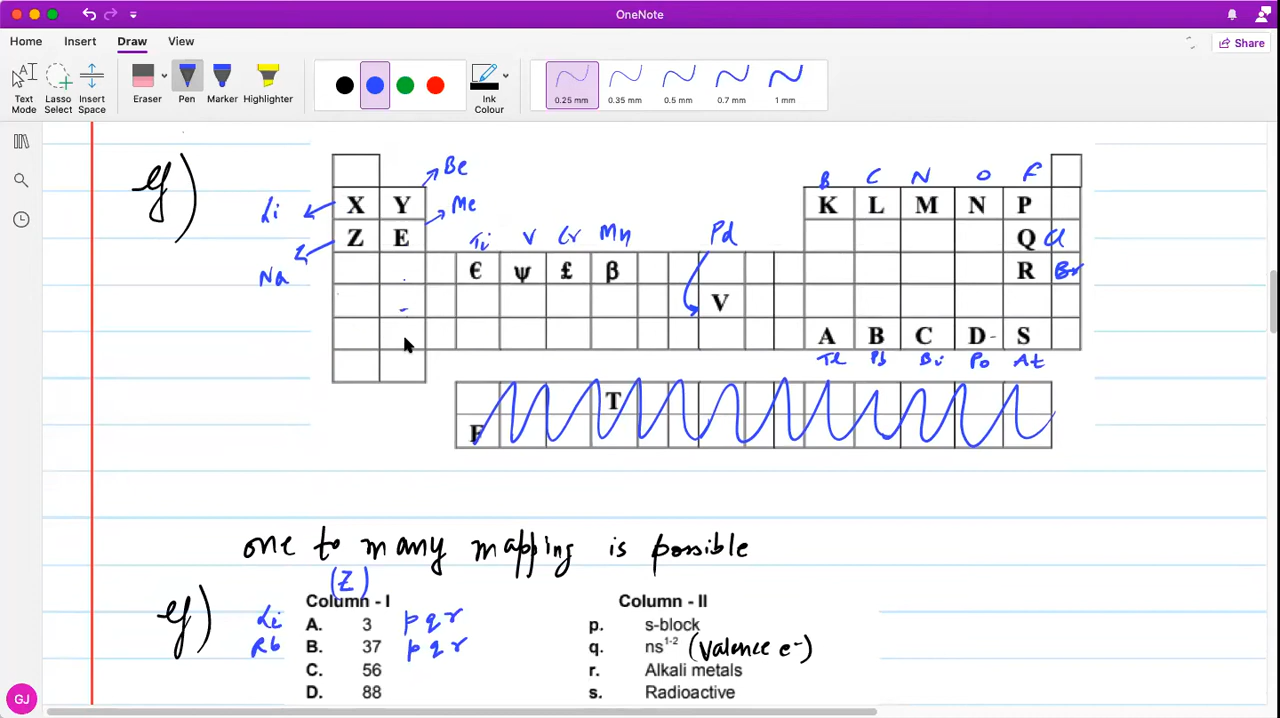 OneNote
Home Insert Draw View
Share
Text Mode
Lasso Select
Insert Space
Eraser
Pen
Marker
Highlighter
Ink Colour
0.25 mm
0.35 mm
0.5 mm
0.7 mm
1 mm
eg)
Be
B C N O F
Li X Y K L M N P
Me
Na Z E Ti V Cr Mn Pd Q Cl
€ ψ £ β R Br
V
A B C D S
Tl Pb Bi Po At
T
F
one to many mapping is possible
(Z)
eg) Column - I Column - II
Li A. 3 p q r p. s-block
Rb B. 37 p q r q. ns1-2 (valence e-)
C. 56 r. Alkali metals
D. 88 s. Radioactive
GJ